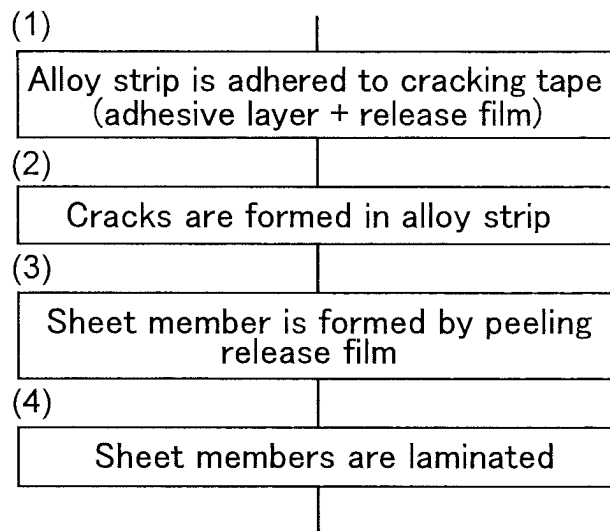 (1)
Alloy strip is adhered to cracking tape
(adhesive layer + release film)
(2)
Cracks are formed in alloy strip
(3)
Sheet member is formed by peeling
release film
(4)
Sheet members are laminated